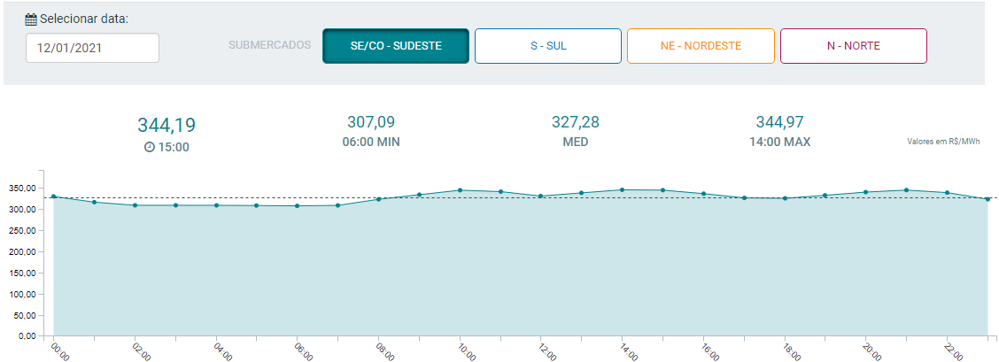 Selecionar data:
12/01/2021
SUBMERCADOS
SE/CO - SUDESTE
S - SUL
NE - NORDESTE
N - NORTE
344,19
15:00
307,09
06:00 MIN
327,28
MED
344,97
14:00 MAX
Valores em R$/MWh
350,00
300,00
250,00
200,00
150,00
100,00
50,00
0,00
00:00
02:00
04:00
06:00
08:00
10:00
12:00
14:00
16:00
18:00
20:00
22:00